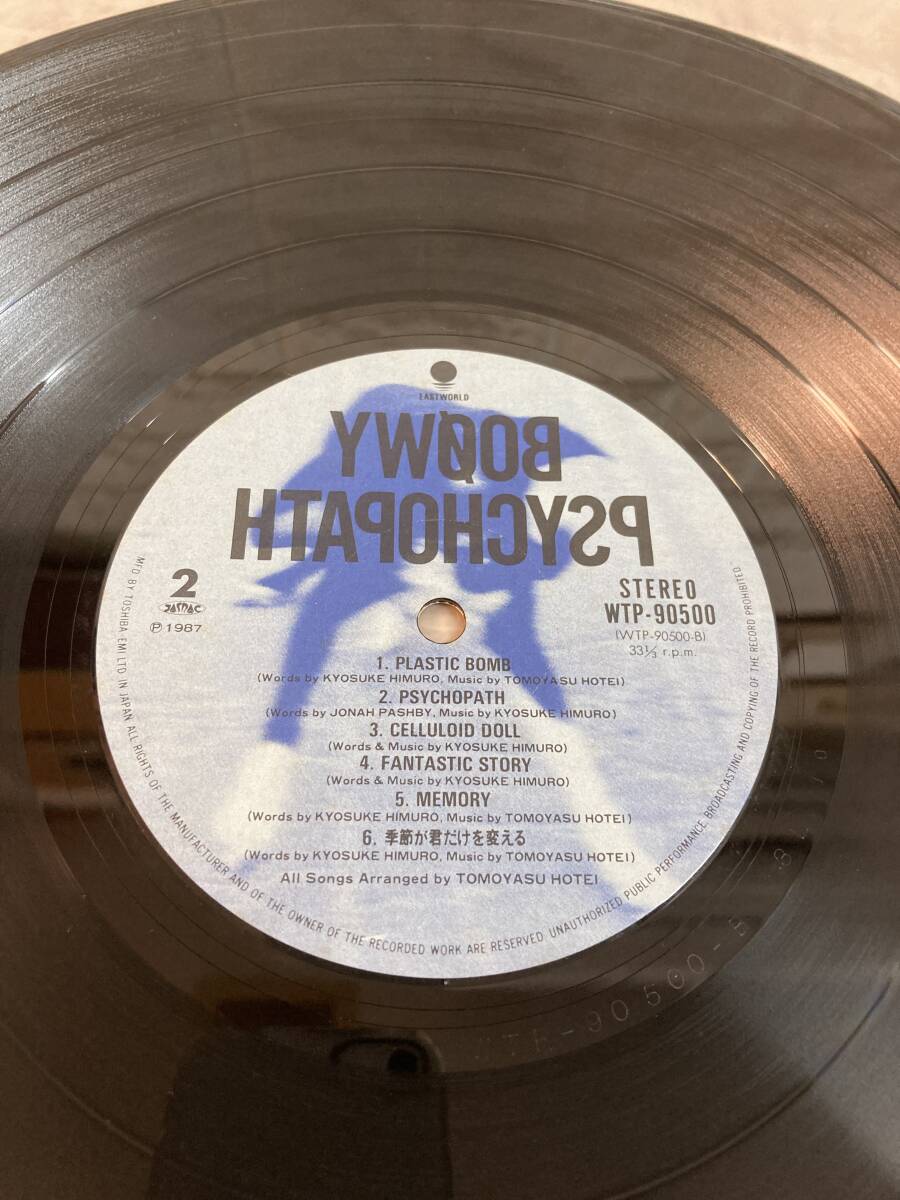 EASTWORLD
BOØWY
PSYCHOPATH
2
JASRAC
Ⓟ1987
STEREO
WTP-90500
(WTP-90500-B)
33⅓ r.p.m.
1. PLASTIC BOMB
(Words by KYOSUKE HIMURO, Music by TOMOYASU HOTEI)
2. PSYCHOPATH
(Words by JONAH PASHBY, Music by KYOSUKE HIMURO)
3. CELLULOID DOLL
(Words & Music by KYOSUKE HIMURO)
4. FANTASTIC STORY
(Words & Music by KYOSUKE HIMURO)
5. MEMORY
(Words by KYOSUKE HIMURO, Music by TOMOYASU HOTEI)
6. 季節が君だけを変える
(Words by KYOSUKE HIMURO, Music by TOMOYASU HOTEI)
All Songs Arranged by TOMOYASU HOTEI
MFD BY TOSHIBA-EMI LTD IN JAPAN ALL RIGHTS OF THE MANUFACTURER AND OF THE OWNER OF THE RECORDED WORK ARE RESERVED. UNAUTHORIZED PUBLIC PERFORMANCE, BROADCASTING AND COPYING OF THE RECORD PROHIBITED